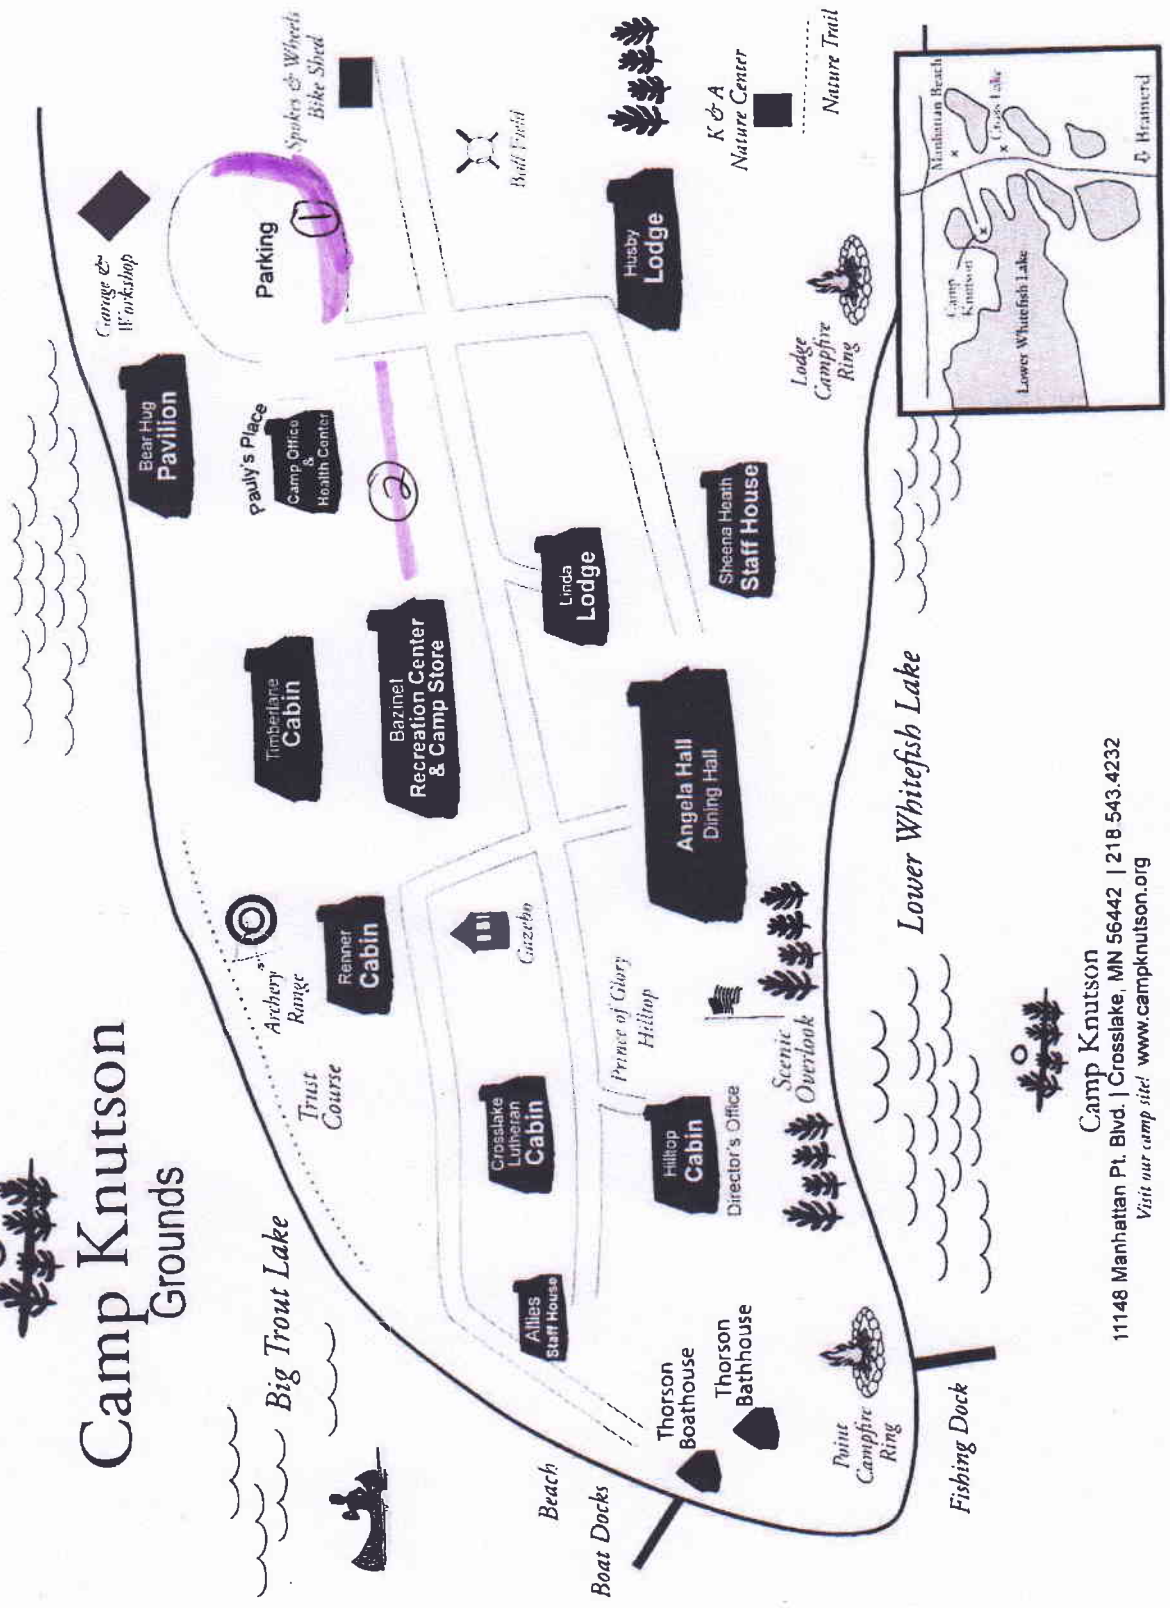 Camp Knutson
Grounds
Big Trout Lake
Garage &
Workshop
Bear Hug
Pavilion
Parking
1
Spokes & Wheels
Bike Shed
Pauly's Place
Camp Office
&
Health Center
2
Timberlane
Cabin
Bazinet
Recreation Center
& Camp Store
Archery
Range
Renner
Cabin
Trust
Course
Gazebo
Crosslake
Lutheran
Cabin
Allies
Staff House
Beach
Boat Docks
Thorson
Boathouse
Thorson
Bathhouse
Prince of Glory
Hilltop
Hilltop
Cabin
Director's Office
Linda
Lodge
Angela Hall
Dining Hall
Ball Field
Husby
Lodge
K & A
Nature Center
Nature Trail
Sheena Heath
Staff House
Lodge
Campfire
Ring
Scenic
Overlook
Point
Campfire
Ring
Fishing Dock
Lower Whitefish Lake
Manhattan Beach
x
Cross Lake
x
Camp
Knutson
x
Lower Whitefish Lake
Brainerd
Camp Knutson
11148 Manhattan Pt. Blvd. | Crosslake, MN 56442 | 218.543.4232
Visit our camp site! www.campknutson.org